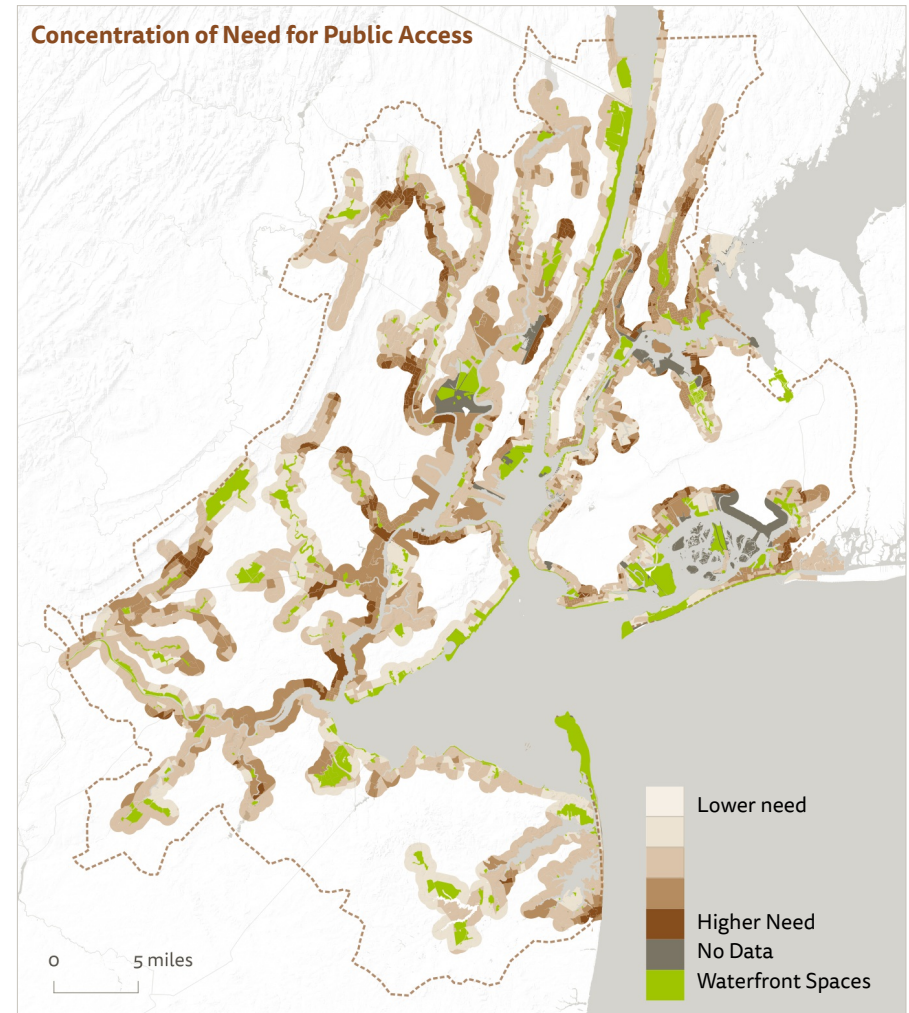 Concentration of Need for Public Access
Lower need
Higher Need
No Data
Waterfront Spaces
0 5 miles